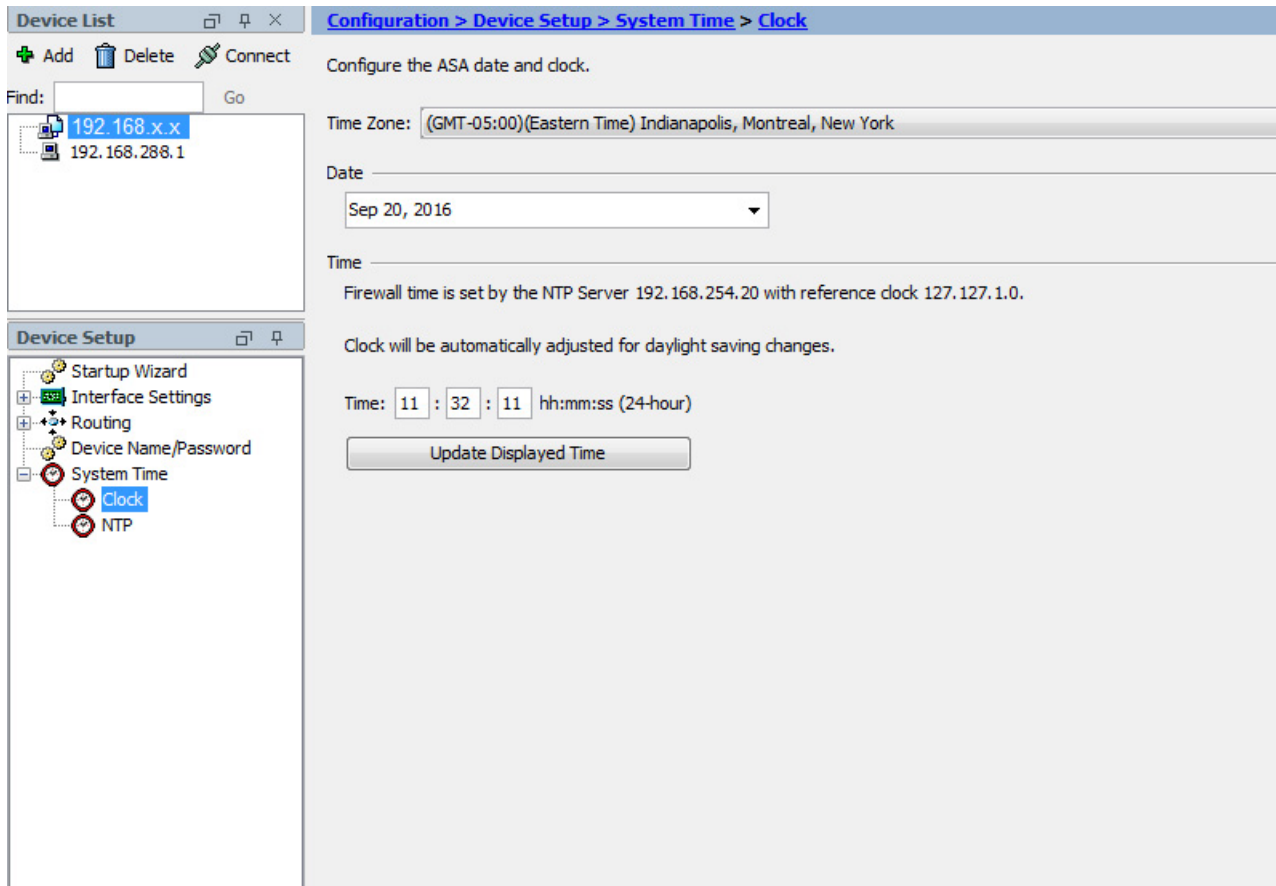 Device List
Add Delete Connect
Find: Go
192.168.x.x
192.168.288.1
Device Setup
Startup Wizard
Interface Settings
Routing
Device Name/Password
System Time
Clock
NTP
Configuration > Device Setup > System Time > Clock
Configure the ASA date and clock.
Time Zone: (GMT-05:00)(Eastern Time) Indianapolis, Montreal, New York
Date
Sep 20, 2016
Time
Firewall time is set by the NTP Server 192.168.254.20 with reference clock 127.127.1.0.
Clock will be automatically adjusted for daylight saving changes.
Time: 11 : 32 : 11 hh:mm:ss (24-hour)
Update Displayed Time